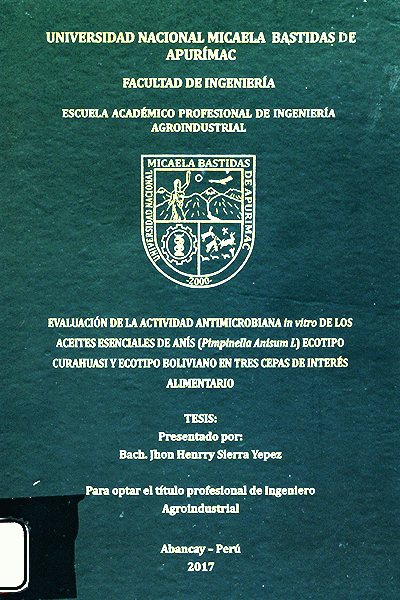 UNIVERSIDAD NACIONAL MICAELA BASTIDAS DE
APURÍMAC
FACULTAD DE INGENIERÍA
ESCUELA ACADÉMICO PROFESIONAL DE INGENIERÍA
AGROINDUSTRIAL
MICAELA BASTIDAS
UNIVERSIDAD NACIONAL
DE APURIMAC
-2000-
EVALUACIÓN DE LA ACTIVIDAD ANTIMICROBIANA in vitro DE LOS
ACEITES ESENCIALES DE ANÍS (Pimpinella Anisum L) ECOTIPO
CURAHUASI Y ECOTIPO BOLIVIANO EN TRES CEPAS DE INTERÉS
ALIMENTARIO
TESIS:
Presentado por:
Bach. Jhon Henrry Sierra Yepez
Para optar el título profesional de Ingeniero
Agroindustrial
Abancay – Perú
2017